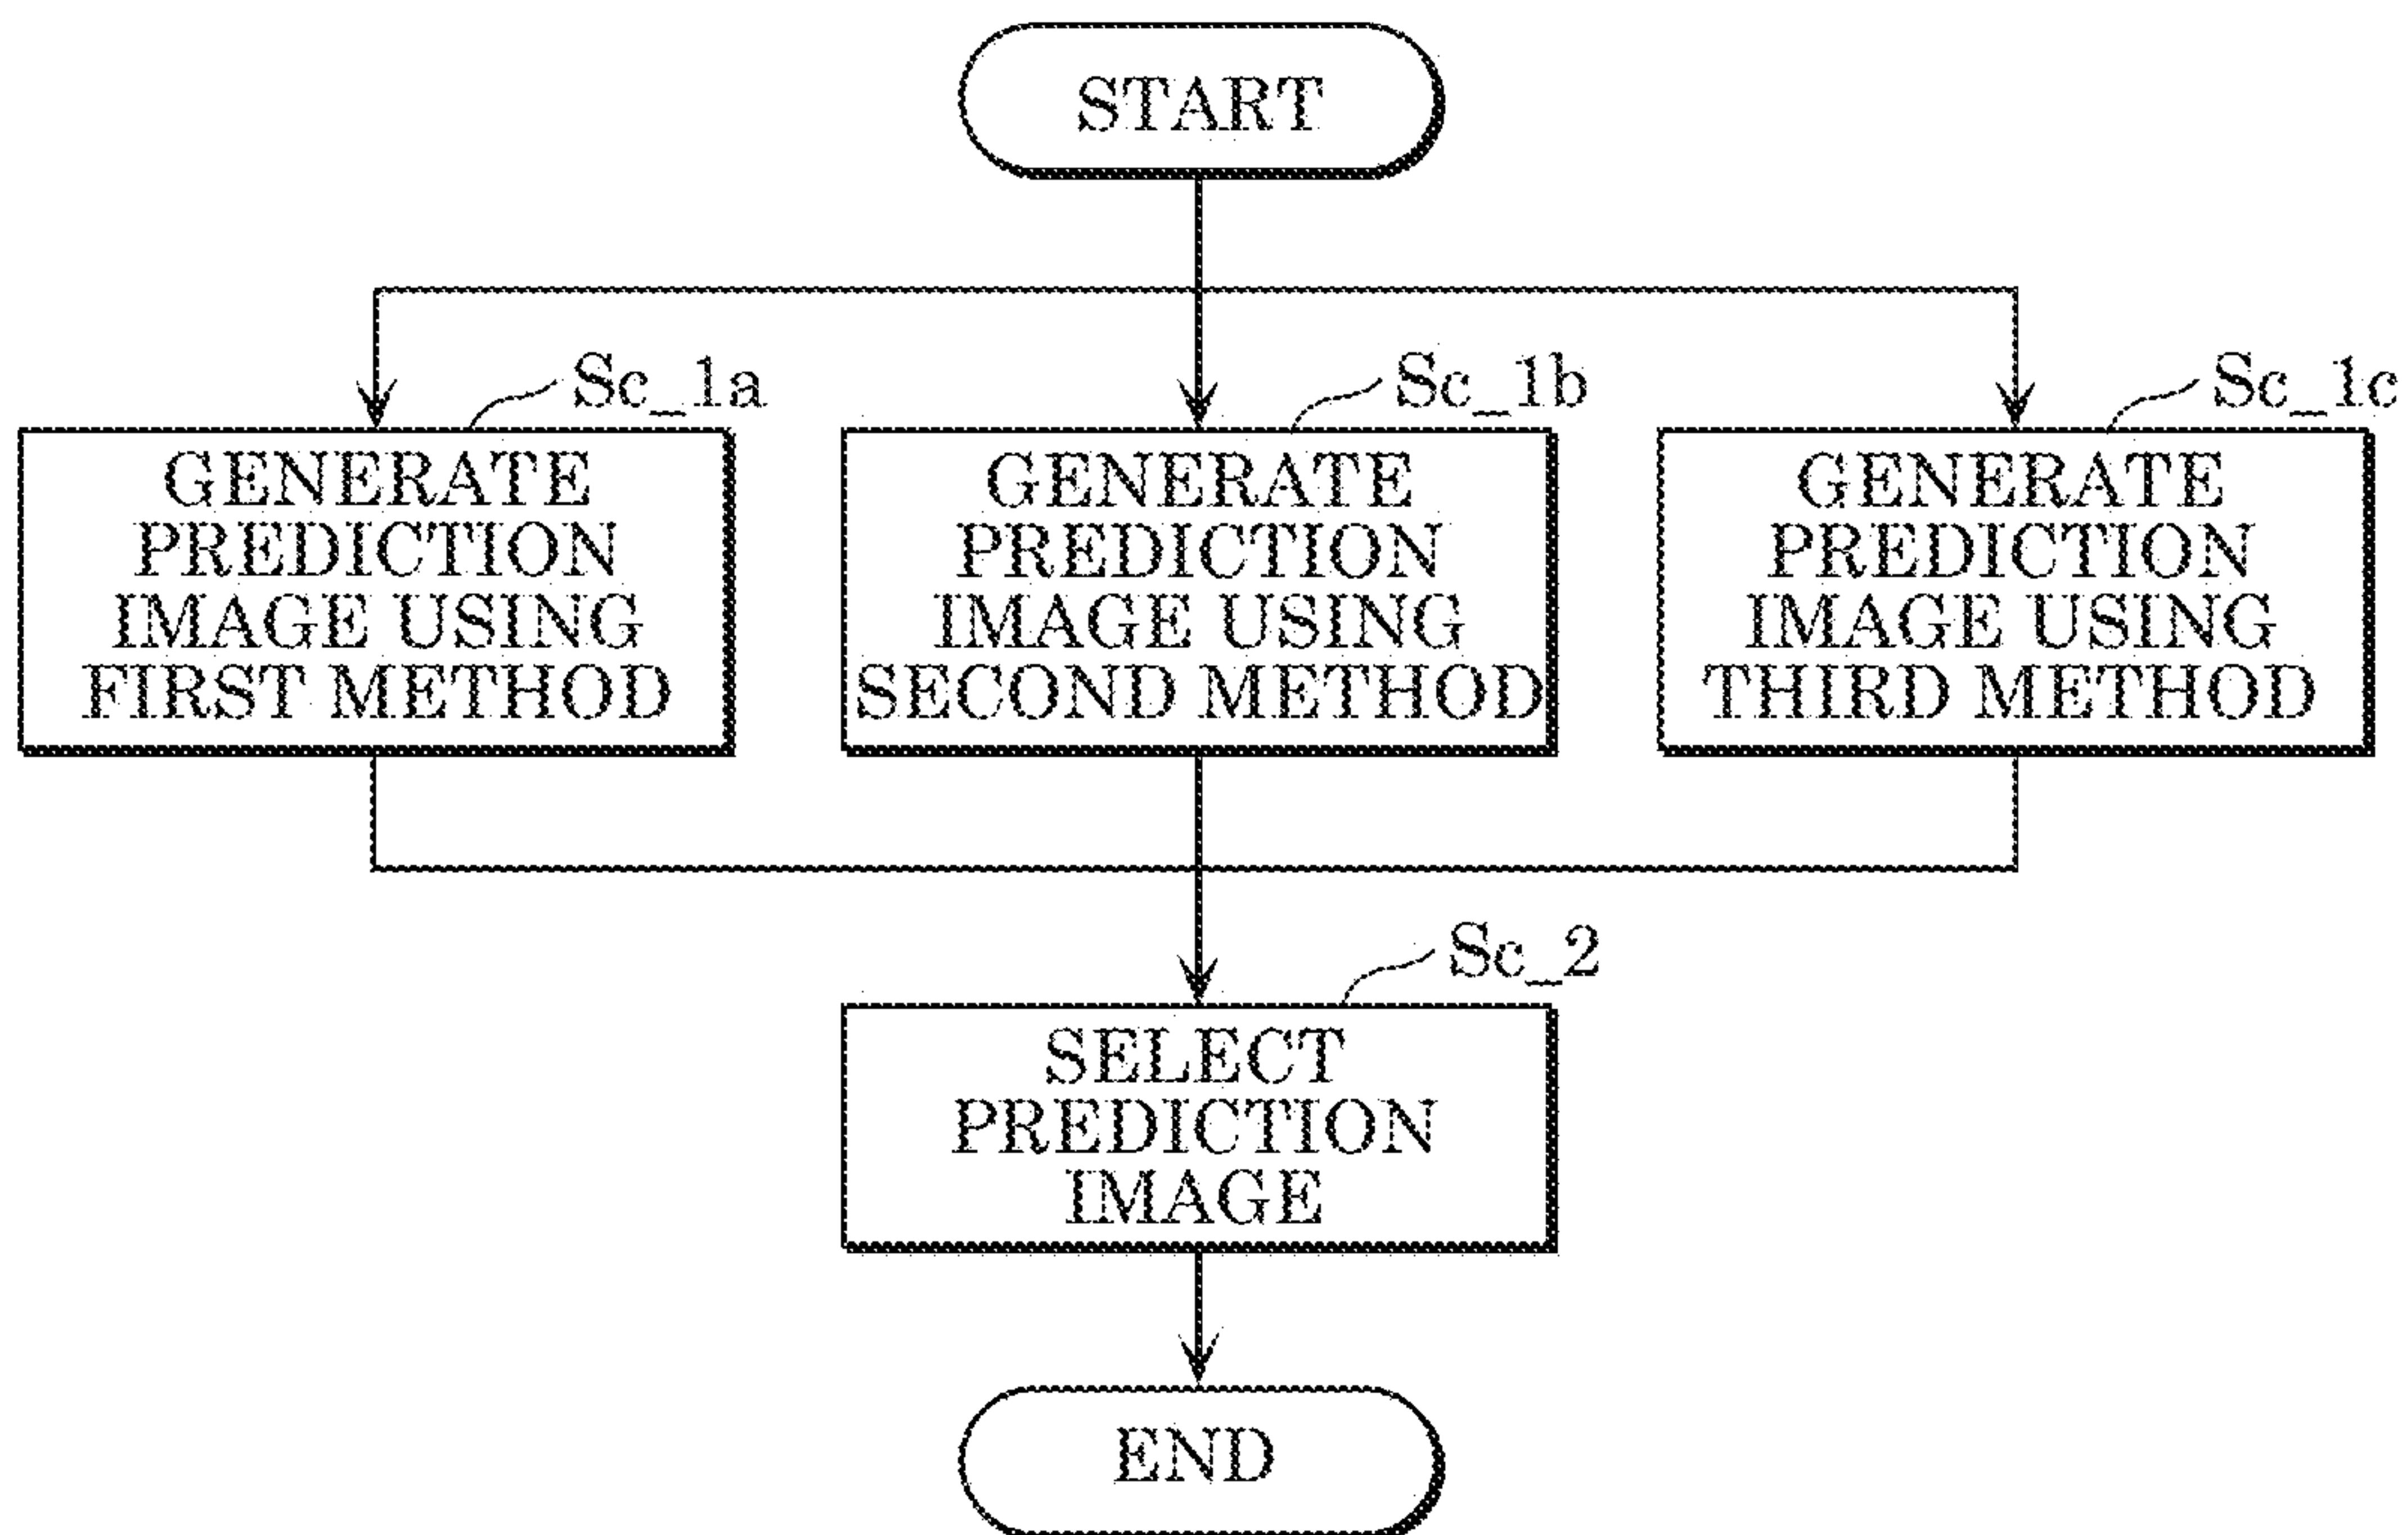 START
Sc_1a
GENERATE
PREDICTION
IMAGE USING
FIRST METHOD
Sc_1b
GENERATE
PREDICTION
IMAGE USING
SECOND METHOD
Sc_1c
GENERATE
PREDICTION
IMAGE USING
THIRD METHOD
Sc_2
SELECT
PREDICTION
IMAGE
END